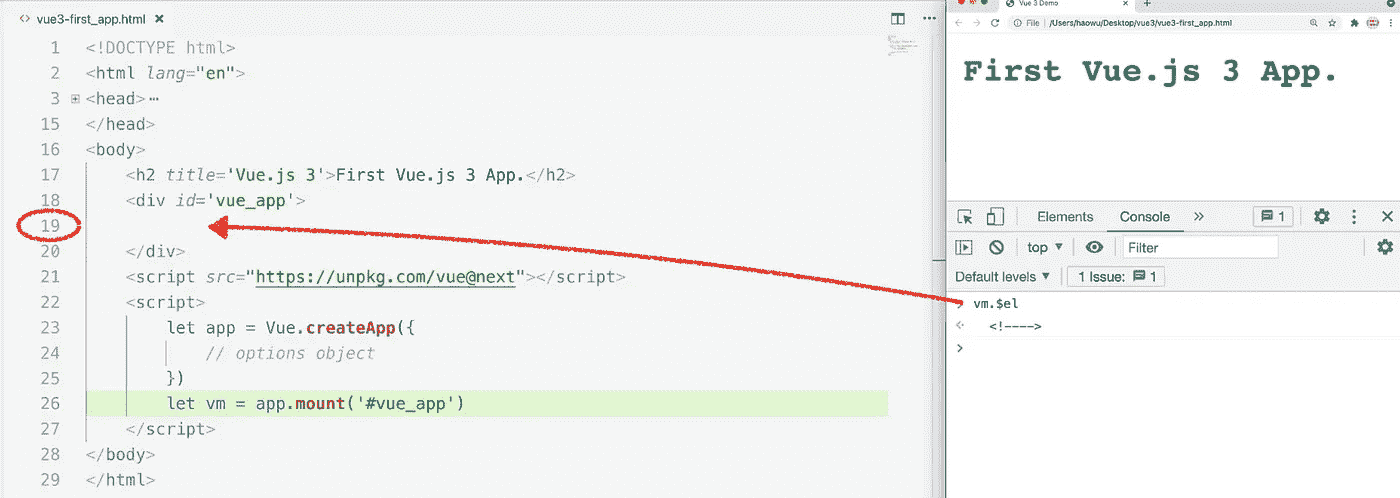 vue3-first_app.html
1 <!DOCTYPE html>
2 <html lang="en">
3 <head>…
15 </head>
16 <body>
17 <h2 title='Vue.js 3'>First Vue.js 3 App.</h2>
18 <div id='vue_app'>
19
20 </div>
21 <script src="https://unpkg.com/vue@next"></script>
22 <script>
23 let app = Vue.createApp({
24 // options object
25 })
26 let vm = app.mount('#vue_app')
27 </script>
28 </body>
29 </html>
Vue 3 Demo
File | /Users/haowu/Desktop/vue3/vue3-first_app.html
First Vue.js 3 App.
Elements Console » 1
top Filter
Default levels 1 Issue: 1
> vm.$el
<!---->
>